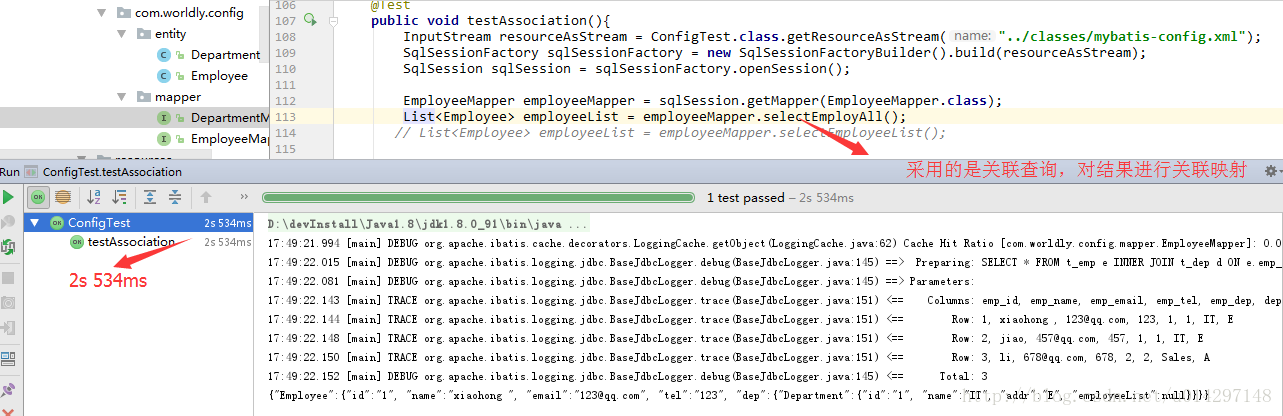 com.worldly.config
entity
Department
Employee
mapper
DepartmentM
EmployeeMap
106 @Test
107 public void testAssociation(){
108 InputStream resourceAsStream = ConfigTest.class.getResourceAsStream( name: "../classes/mybatis-config.xml");
109 SqlSessionFactory sqlSessionFactory = new SqlSessionFactoryBuilder().build(resourceAsStream);
110 SqlSession sqlSession = sqlSessionFactory.openSession();
111
112 EmployeeMapper employeeMapper = sqlSession.getMapper(EmployeeMapper.class);
113 List<Employee> employeeList = employeeMapper.selectEmployAll();
114 // List<Employee> employeeList = employeeMapper.selectEmployeeList();
115
Run ConfigTest.testAssociation
采用的是关联查询，对结果进行关联映射
1 test passed – 2s 534ms
ConfigTest 2s 534ms
testAssociation 2s 534ms
2s 534ms
D:\devInstall\Java1.8\jdk1.8.0_91\bin\java ...
17:49:21.994 [main] DEBUG org.apache.ibatis.cache.decorators.LoggingCache.getObject(LoggingCache.java:62) Cache Hit Ratio [com.worldly.config.mapper.EmployeeMapper]: 0.0
17:49:22.015 [main] DEBUG org.apache.ibatis.logging.jdbc.BaseJdbcLogger.debug(BaseJdbcLogger.java:145) ==> Preparing: SELECT * FROM t_emp e INNER JOIN t_dep d ON e.emp_
17:49:22.081 [main] DEBUG org.apache.ibatis.logging.jdbc.BaseJdbcLogger.debug(BaseJdbcLogger.java:145) ==> Parameters:
17:49:22.143 [main] TRACE org.apache.ibatis.logging.jdbc.BaseJdbcLogger.trace(BaseJdbcLogger.java:151) <== Columns: emp_id, emp_name, emp_email, emp_tel, emp_dep, dep
17:49:22.144 [main] TRACE org.apache.ibatis.logging.jdbc.BaseJdbcLogger.trace(BaseJdbcLogger.java:151) <== Row: 1, xiaohong , 123@qq.com, 123, 1, 1, IT, E
17:49:22.148 [main] TRACE org.apache.ibatis.logging.jdbc.BaseJdbcLogger.trace(BaseJdbcLogger.java:151) <== Row: 2, jiao, 457@qq.com, 457, 1, 1, IT, E
17:49:22.150 [main] TRACE org.apache.ibatis.logging.jdbc.BaseJdbcLogger.trace(BaseJdbcLogger.java:151) <== Row: 3, li, 678@qq.com, 678, 2, 2, Sales, A
17:49:22.152 [main] DEBUG org.apache.ibatis.logging.jdbc.BaseJdbcLogger.debug(BaseJdbcLogger.java:145) <== Total: 3
{"Employee":{"id":"1", "name":"xiaohong ", "email":"123@qq.com", "tel":"123", "dep":{"Department":{"id":"1", "name":"IT", "addr":"E", "employeeList":null}}}}